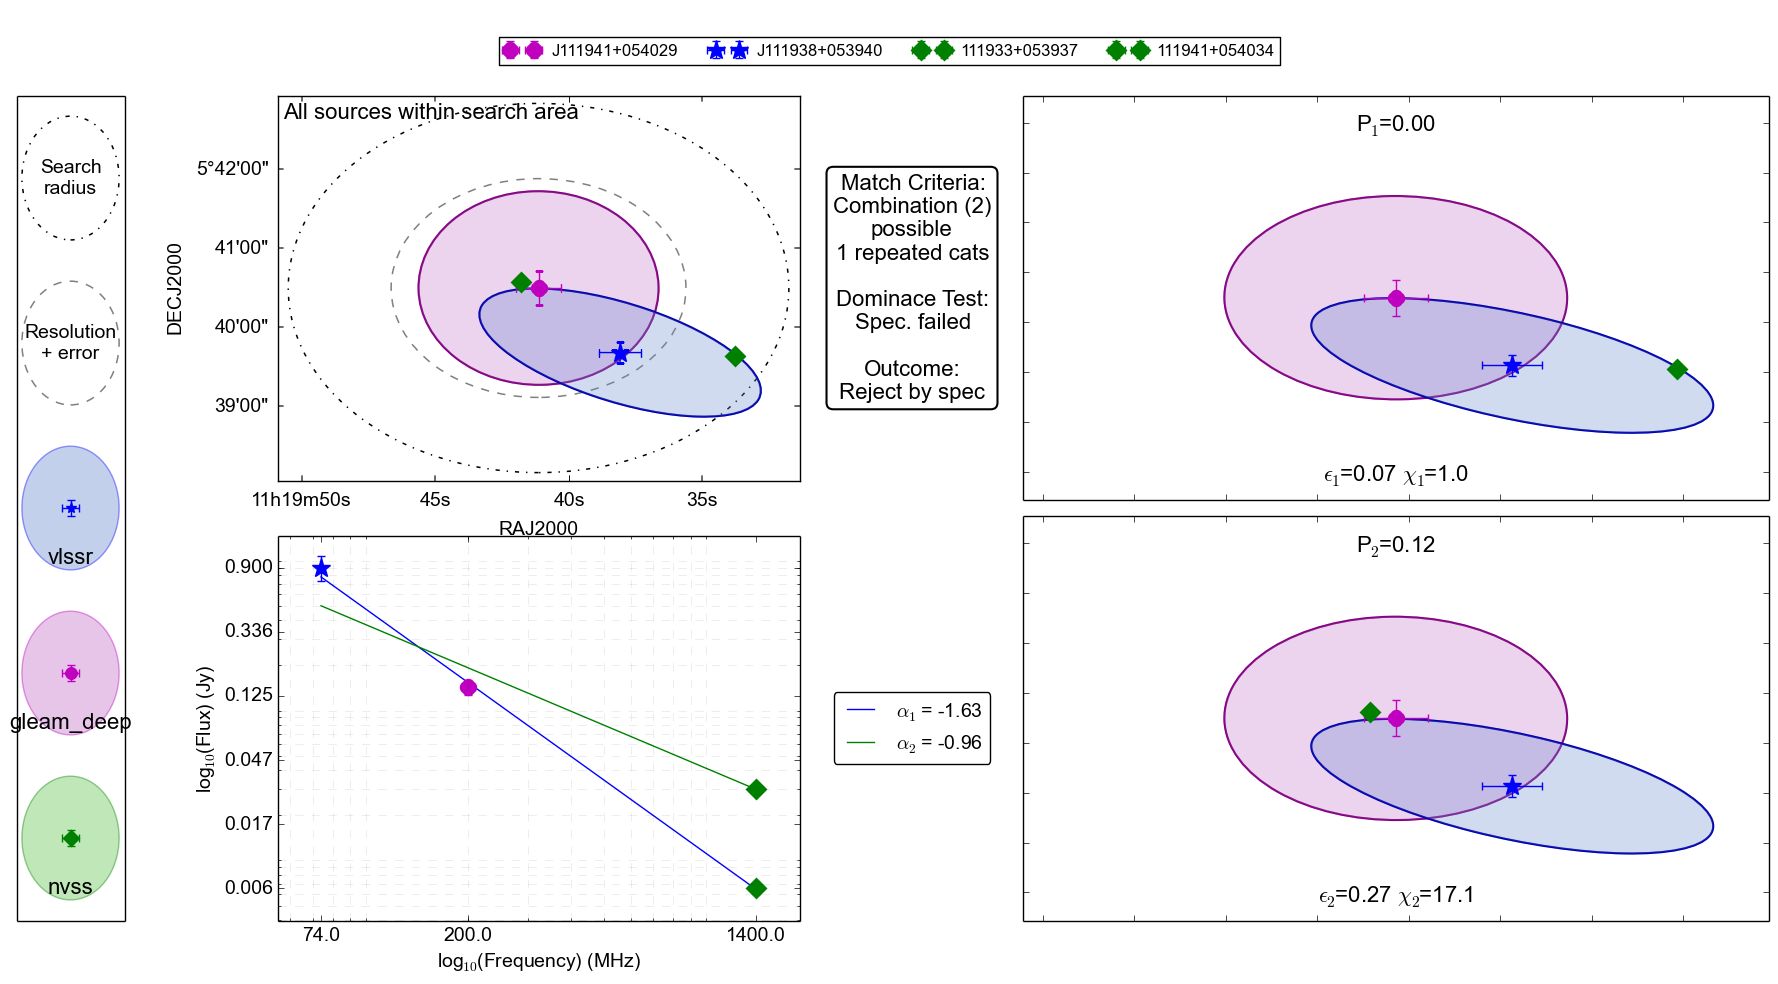 J111941+054029 J111938+053940 111933+053937 111941+054034
Search
radius
Resolution
+ error
vlssr
gleam_deep
nvss
All sources within search area
DECJ2000
5°42'00"
41'00"
40'00"
39'00"
11h19m50s 45s 40s 35s
RAJ2000
Match Criteria:
Combination (2)
possible
1 repeated cats
Dominace Test:
Spec. failed
Outcome:
Reject by spec
P₁=0.00
ϵ₁=0.07 χ₁=1.0
log₁₀(Flux) (Jy)
0.900
0.336
0.125
0.047
0.017
0.006
74.0 200.0 1400.0
log₁₀(Frequency) (MHz)
α₁ = -1.63
α₂ = -0.96
P₂=0.12
ϵ₂=0.27 χ₂=17.1